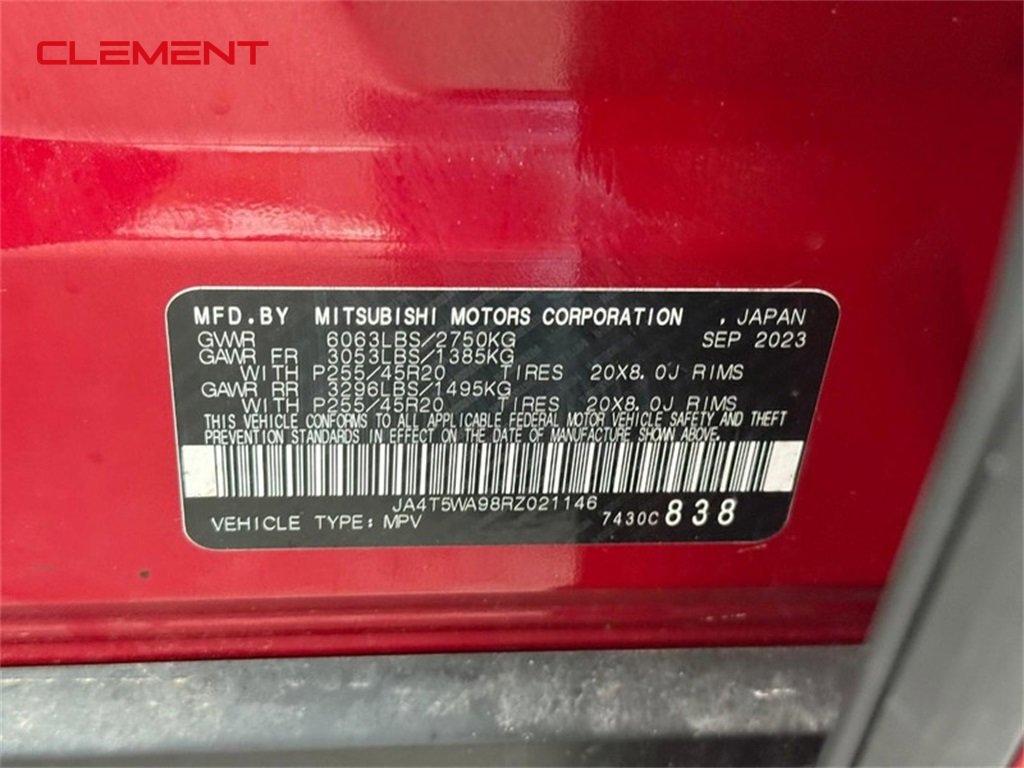 CLEMENT
MFD.BY MITSUBISHI MOTORS CORPORATION , JAPAN
GVWR 6063LBS/2750KG SEP 2023
GAWR FR 3053LBS/1385KG
WITH P255/45R20 TIRES 20X8.0J RIMS
GAWR RR 3296LBS/1495KG
WITH P255/45R20 TIRES 20X8.0J RIMS
THIS VEHICLE CONFORMS TO ALL APPLICABLE FEDERAL MOTOR VEHICLE SAFETY AND THEFT
PREVENTION STANDARDS IN EFFECT ON THE DATE OF MANUFACTURE SHOWN ABOVE.
JA4T5WA98RZ021146
VEHICLE TYPE: MPV 7430C 838